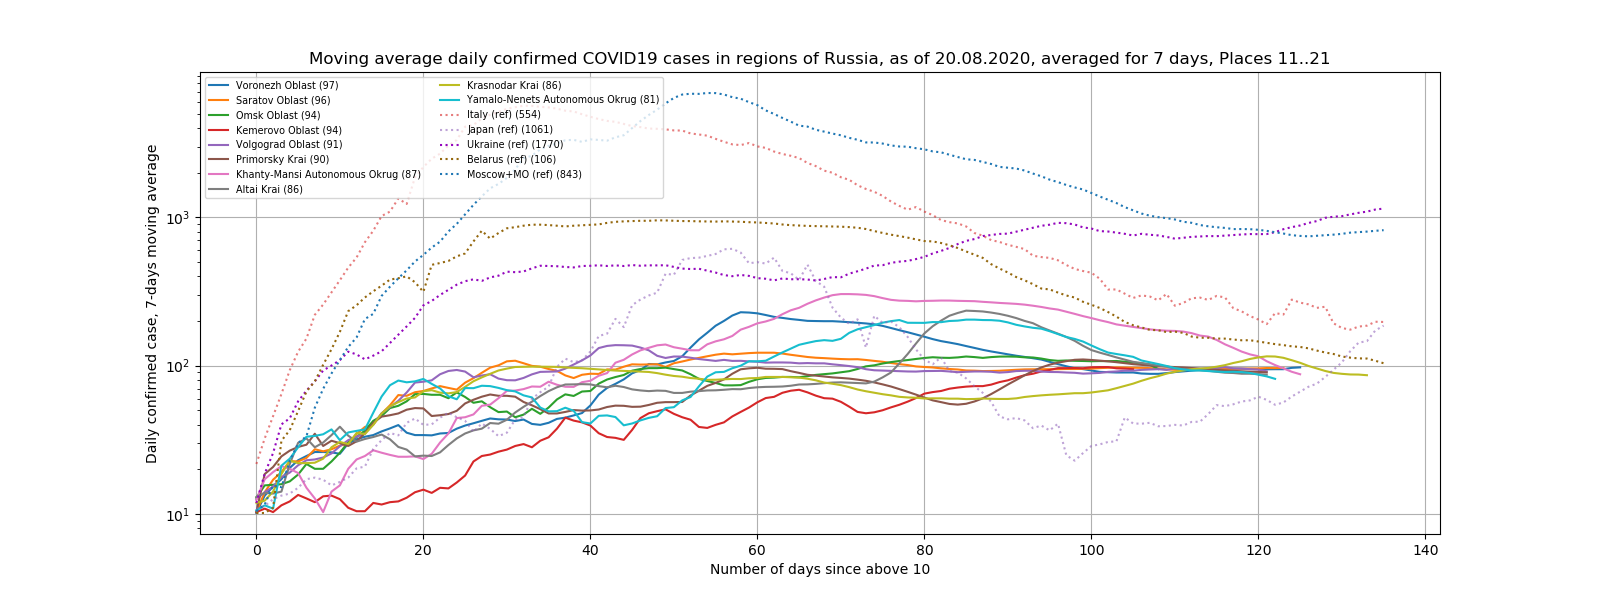 Moving average daily confirmed COVID19 cases in regions of Russia, as of 20.08.2020, averaged for 7 days, Places 11..21
Voronezh Oblast (97)
Saratov Oblast (96)
Omsk Oblast (94)
Kemerovo Oblast (94)
Volgograd Oblast (91)
Primorsky Krai (90)
Khanty-Mansi Autonomous Okrug (87)
Altai Krai (86)
Krasnodar Krai (86)
Yamalo-Nenets Autonomous Okrug (81)
Italy (ref) (554)
Japan (ref) (1061)
Ukraine (ref) (1770)
Belarus (ref) (106)
Moscow+MO (ref) (843)
Daily confirmed case, 7-days moving average
10³
10²
10¹
0 20 40 60 80 100 120 140
Number of days since above 10